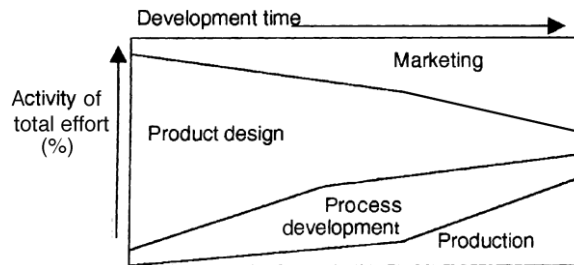 Development time
Marketing
Activity of
total effort
(%)
Product design
Process
development
Production